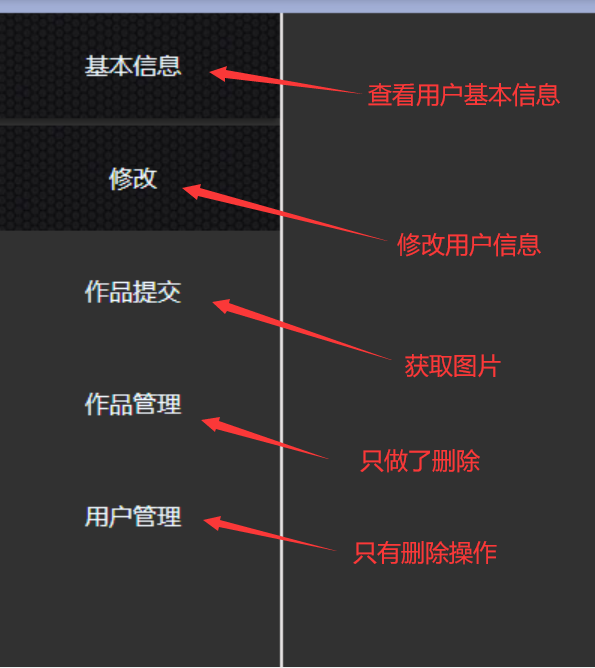 基本信息
查看用户基本信息
修改
修改用户信息
作品提交
获取图片
作品管理
只做了删除
用户管理
只有删除操作